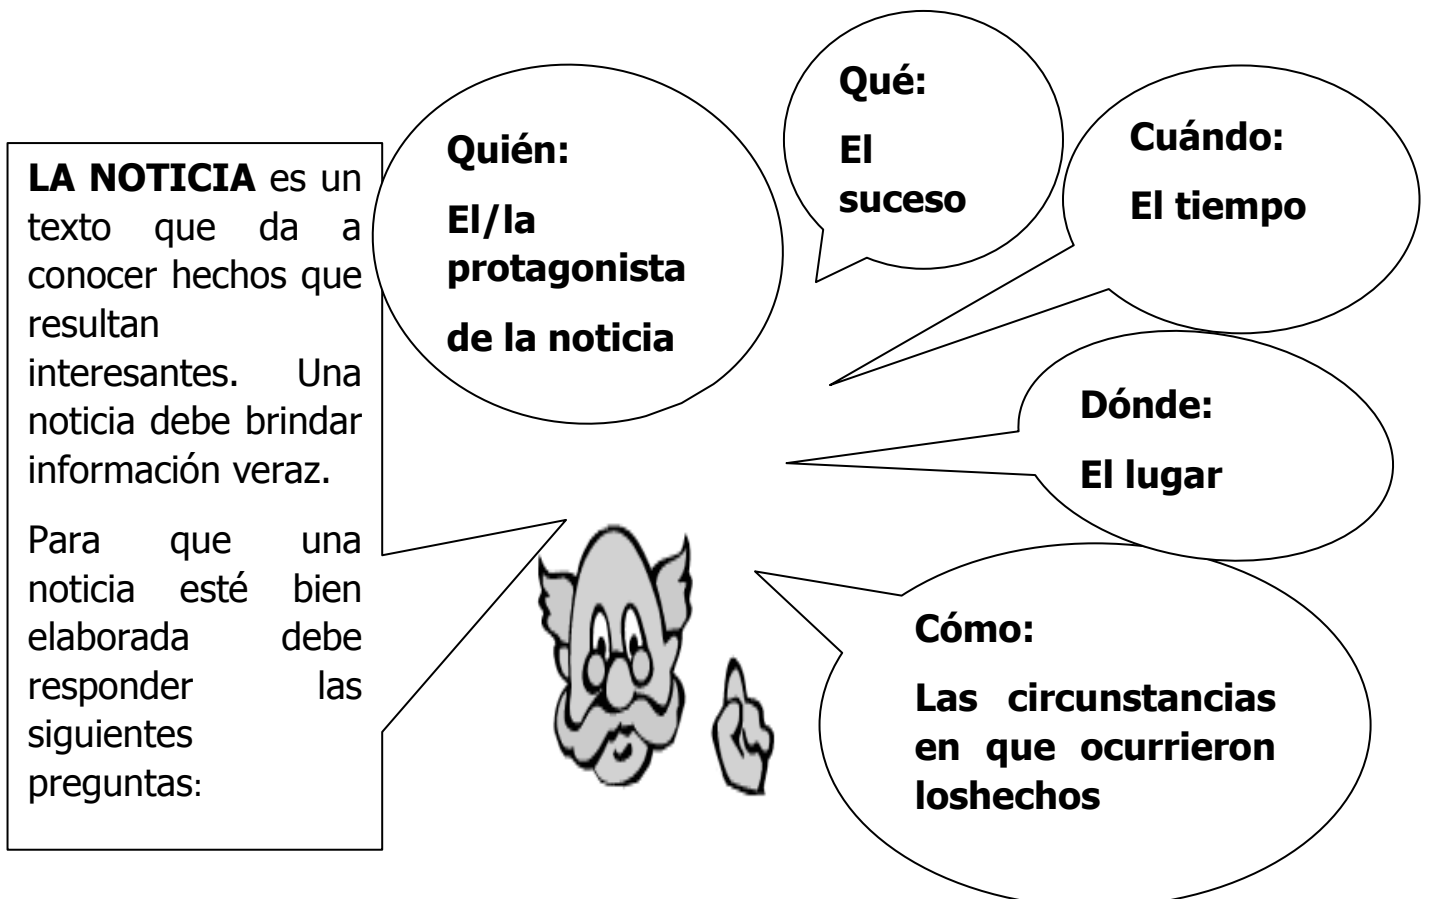 LA NOTICIA es un
texto que da a
conocer hechos que
resultan
interesantes. Una
noticia debe brindar
información veraz.
Para que una
noticia esté bien
elaborada debe
responder las
siguientes
preguntas:
Quién:
El/la
protagonista
de la noticia
Qué:
El
suceso
Cuándo:
El tiempo
Dónde:
El lugar
Cómo:
Las circunstancias
en que ocurrieron
loshechos